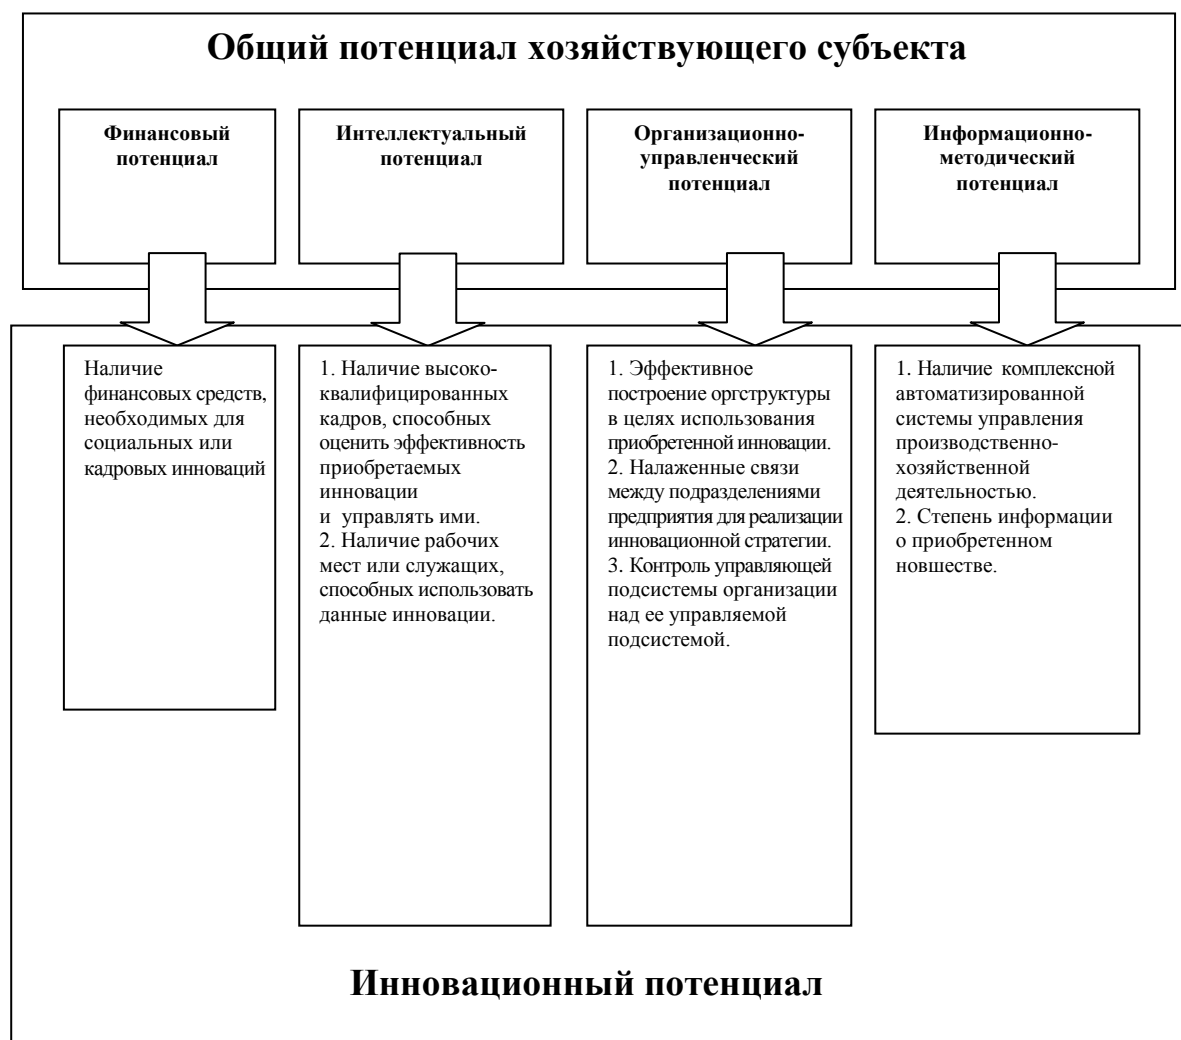 Общий потенциал хозяйствующего субъекта
Финансовый
потенциал
Интеллектуальный
потенциал
Организационно-
управленческий
потенциал
Информационно-
методический
потенциал
Наличие
финансовых средств,
необходимых для
социальных или
кадровых инноваций
1. Наличие высоко-
квалифицированных
кадров, способных
оценить эффективность
приобретаемых
инновации
и управлять ими.
2. Наличие рабочих
мест или служащих,
способных использовать
данные инновации.
1. Эффективное
построение оргструктуры
в целях использования
приобретенной инновации.
2. Налаженные связи
между подразделениями
предприятия для реализации
инновационной стратегии.
3. Контроль управляющей
подсистемы организации
над ее управляемой
подсистемой.
1. Наличие комплексной
автоматизированной
системы управления
производственно-
хозяйственной
деятельностью.
2. Степень информации
о приобретенном
новшестве.
Инновационный потенциал